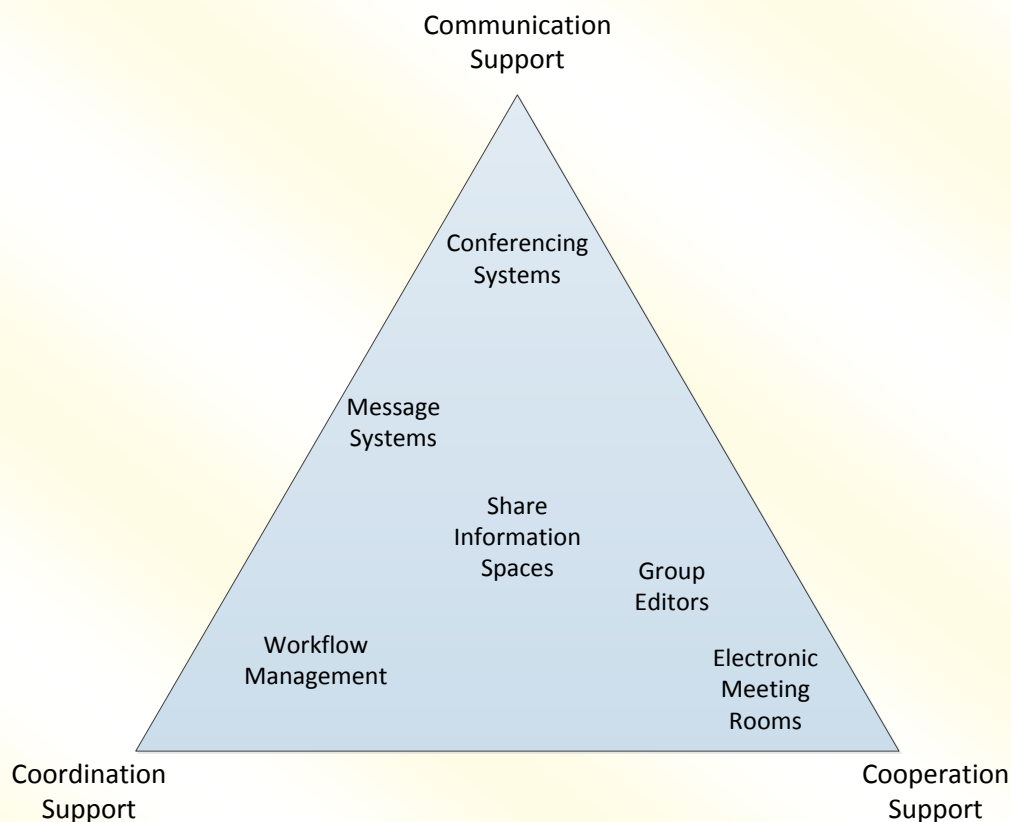 Communication
Support
Conferencing
Systems
Message
Systems
Share
Information
Spaces
Group
Editors
Workflow
Management
Electronic
Meeting
Rooms
Coordination
Support
Cooperation
Support